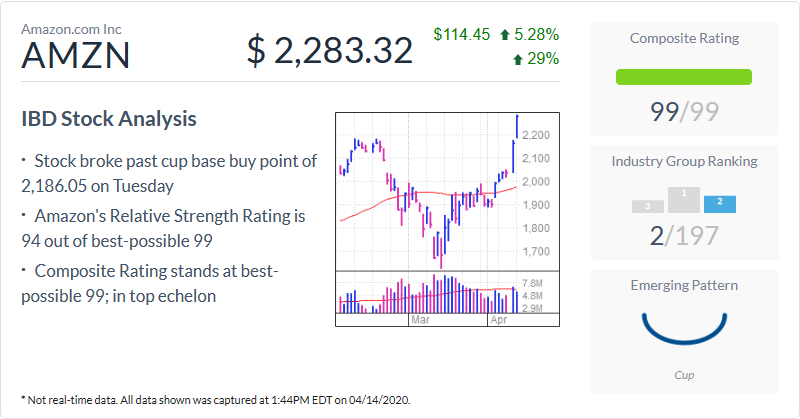 Amazon.com Inc
AMZN
$ 2,283.32
$114.45 5.28%
29%
IBD Stock Analysis
· Stock broke past cup base buy point of
2,186.05 on Tuesday
· Amazon's Relative Strength Rating is
94 out of best-possible 99
· Composite Rating stands at best-
possible 99; in top echelon
2,200
2,100
2,000
1,900
1,800
1,700
7.8M
4.8M
2.9M
Mar
Apr
Composite Rating
99/99
Industry Group Ranking
3
1
2
2/197
Emerging Pattern
Cup
* Not real-time data. All data shown was captured at 1:44PM EDT on 04/14/2020.